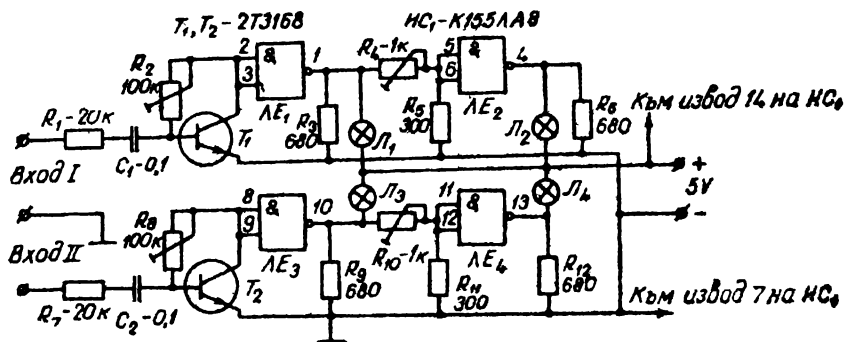 T₁, T₂ - 2T3168
ИС₁-К155ЛА8
R₂
100к
2
3
&
1
R₄-1к
5
6
&
4
R₁-20к
C₁-0,1
T₁
ЛЕ₁
R₃
680
Л₁
R₅
300
ЛЕ₂
Л₂
R₆
680
Към извод 14 на ИС₁
Вход I
+
5V
-
Л₃
Л₄
Вход II
R₈
100к
8
9
&
10
11
12
&
13
R₁₀-1к
R₇-20к
C₂-0,1
T₂
ЛЕ₃
R₉
680
R₁₁
300
ЛЕ₄
R₁₂
680
Към извод 7 на ИС₁